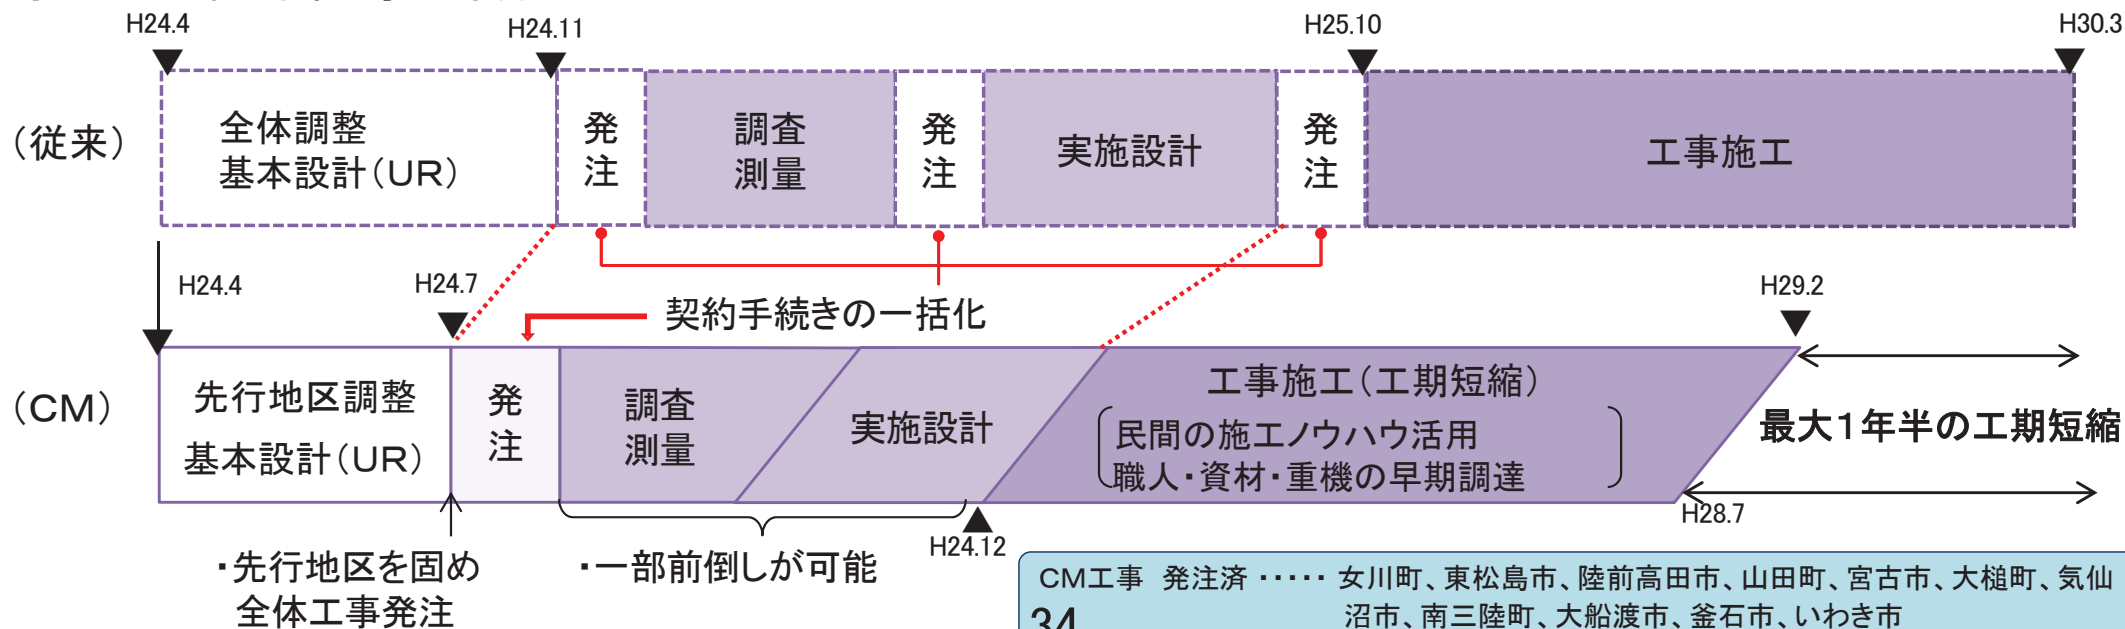 H24.4
H24.11
H25.10
H30.3
(従来)
全体調整
基本設計(UR)
発注
調査
測量
発注
実施設計
発注
工事施工
H24.4
H24.7
契約手続きの一括化
H29.2
(CM)
先行地区調整
基本設計(UR)
発注
調査
測量
実施設計
工事施工(工期短縮)
民間の施工ノウハウ活用
職人・資材・重機の早期調達
最大1年半の工期短縮
H28.7
H24.12
・先行地区を固め
全体工事発注
・一部前倒しが可能
CM工事 発注済 ・・・・・ 女川町、東松島市、陸前高田市、山田町、宮古市、大槌町、気仙
沼市、南三陸町、大船渡市、釜石市、いわき市
34